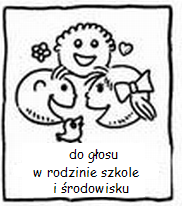 do głosu
w rodzinie szkole
i środowisku